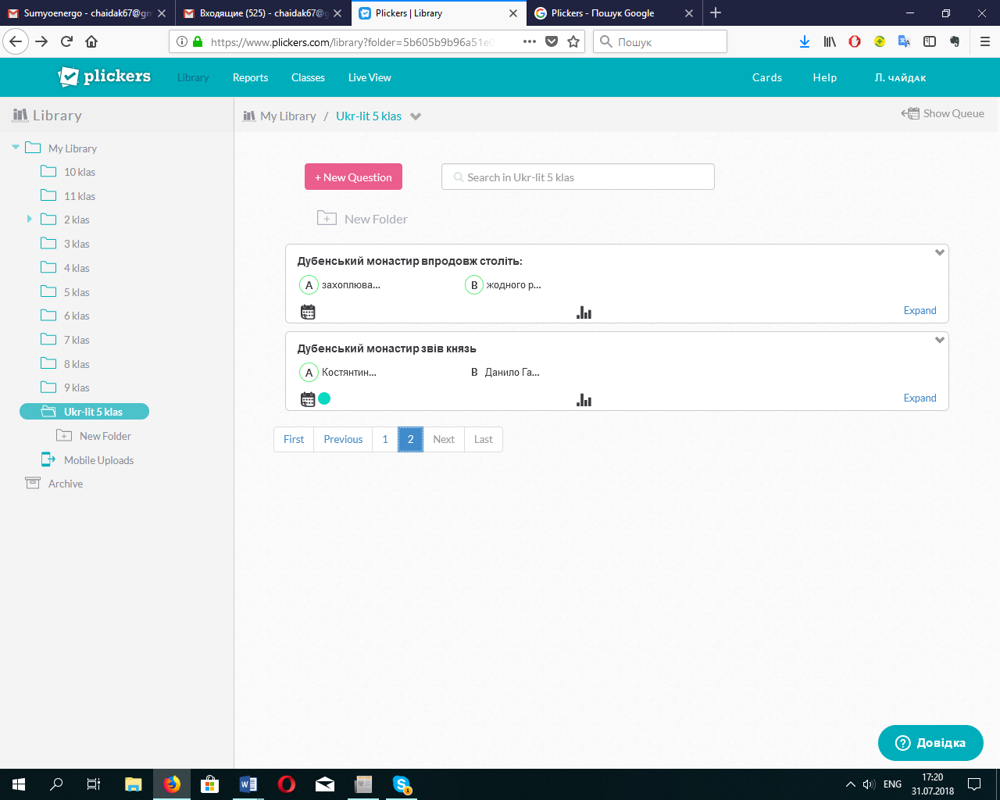 Sumyoenergo - chaidak67@gm
Входящие (525) - chaidak67@g
Plickers | Library
Plickers - Пошук Google
https://www.plickers.com/library?folder=5b605b9b96a51e0
Пошук
plickers
Library
Reports
Classes
Live View
Cards
Help
Л. ЧАЙДАК
Library
My Library / Ukr-lit 5 klas
Show Queue
My Library
10 klas
11 klas
2 klas
3 klas
4 klas
5 klas
6 klas
7 klas
8 klas
9 klas
Ukr-lit 5 klas
New Folder
Mobile Uploads
Archive
+ New Question
Search in Ukr-lit 5 klas
New Folder
Дубенський монастир впродовж століть:
A захоплюва...
B жодного р...
Expand
Дубенський монастир звів князь
A Костянтин...
B Данило Га...
Expand
First Previous 1 2 Next Last
Довідка
ENG
17:20
31.07.2018